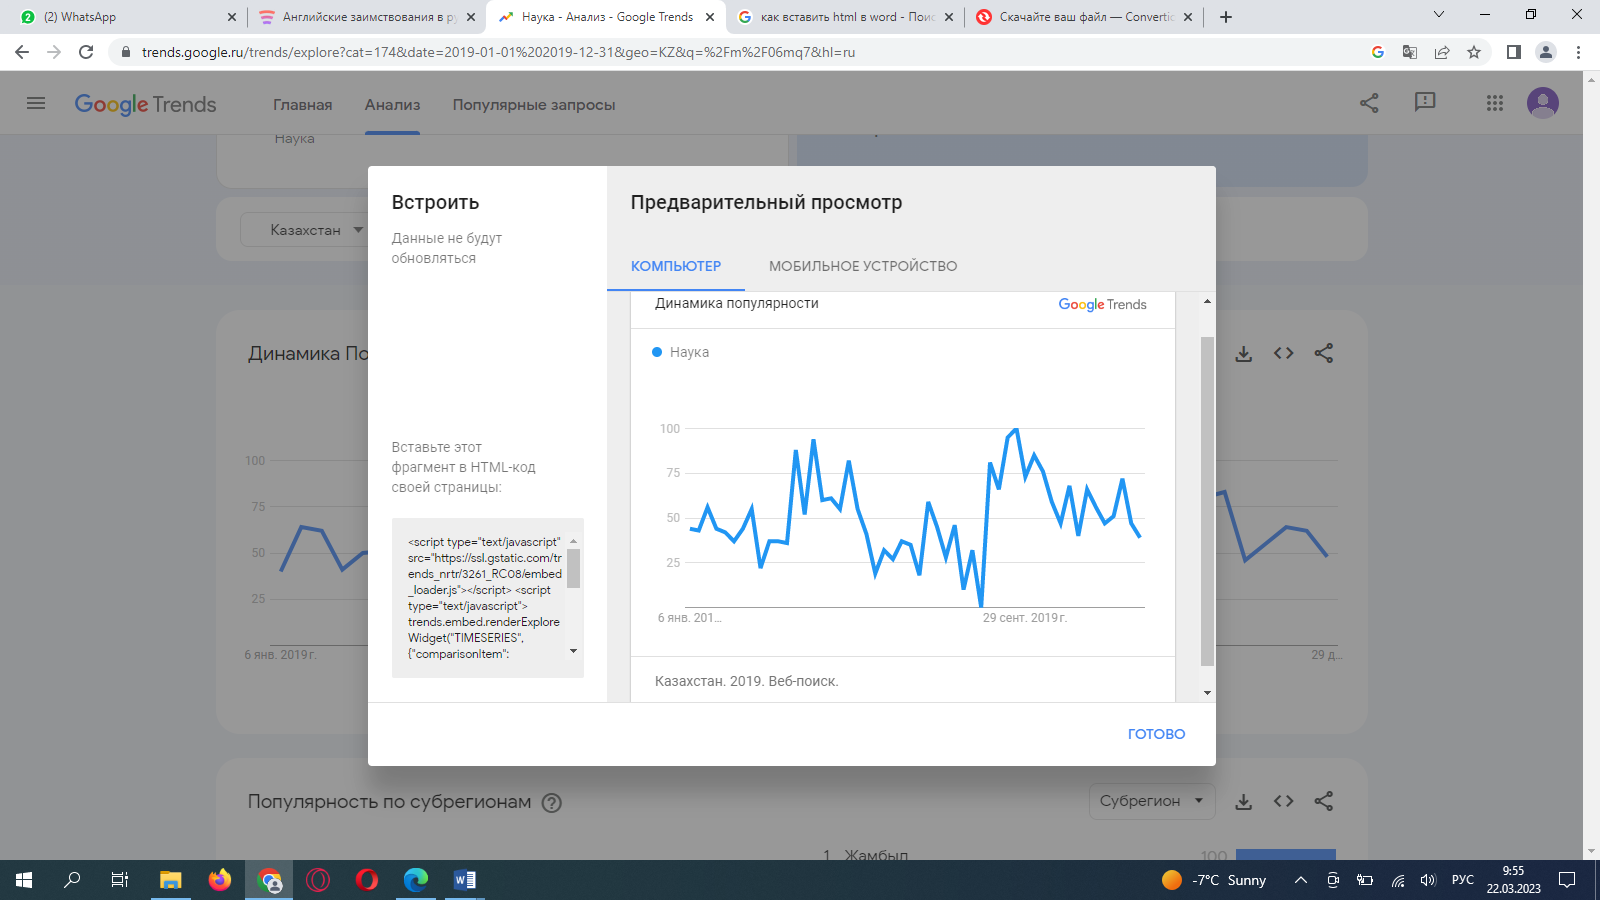 (2) WhatsApp
Английские заимствования в ру
Наука - Анализ - Google Trends
как вставить html в word - Пои
Скачайте ваш файл — Convertio
trends.google.ru/trends/explore?cat=174&date=2019-01-01%202019-12-31&geo=KZ&q=%2Fm%2F06mq7&hl=ru
Google Trends
Главная
Анализ
Популярные запросы
Наука
Казахстан
Динамика По
100
75
50
25
6 янв. 2019 г.
29 д...
Встроить
Данные не будут
обновляться
Вставьте этот
фрагмент в HTML-код
своей страницы:
<script type="text/javascript"
src="https://ssl.gstatic.com/tr
ends_nrtr/3261_RC08/embed
_loader.js"></script> <script
type="text/javascript">
trends.embed.renderExplore
Widget("TIMESERIES",
{"comparisonItem":
Предварительный просмотр
КОМПЬЮТЕР
МОБИЛЬНОЕ УСТРОЙСТВО
Динамика популярности
Google Trends
Наука
100
75
50
25
6 янв. 201...
29 сент. 2019 г.
Казахстан. 2019. Веб-поиск.
ГОТОВО
Популярность по субрегионам
Субрегион
1 Жамбыл
100
-7°C Sunny
РУС
9:55
22.03.2023